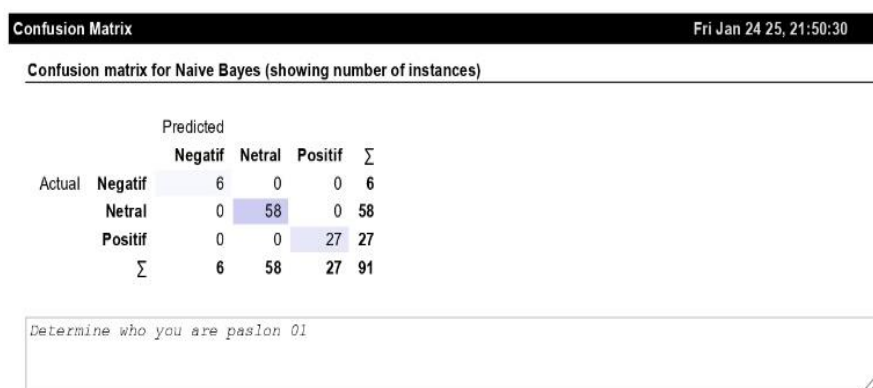 Confusion Matrix Fri Jan 24 25, 21:50:30
Confusion matrix for Naive Bayes (showing number of instances)
Predicted
Negatif Netral Positif Σ
Actual Negatif 6 0 0 6
Netral 0 58 0 58
Positif 0 0 27 27
Σ 6 58 27 91
Determine who you are paslon 01